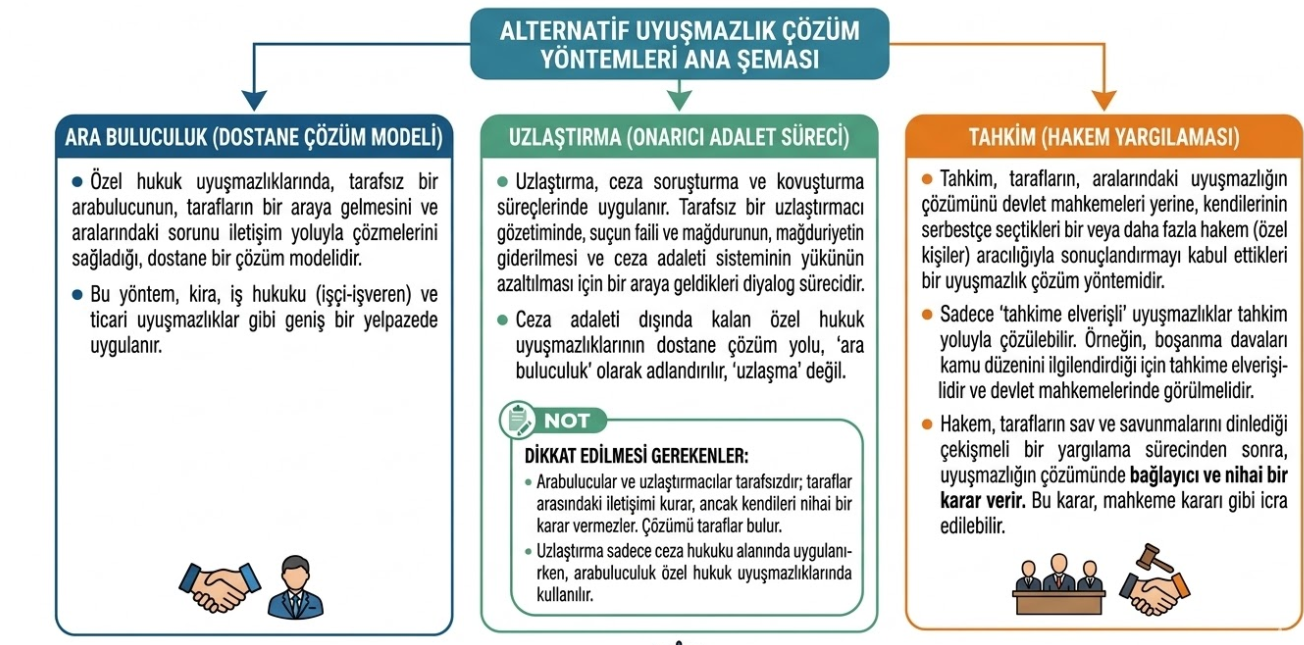 ALTERNATİF UYUŞMAZLIK ÇÖZÜM
YÖNTEMLERİ ANA ŞEMASI
ARA BULUCULUK (DOSTANE ÇÖZÜM MODELİ)
• Özel hukuk uyuşmazlıklarında, tarafsız bir
arabulucunun, tarafların bir araya gelmesini ve
aralarındaki sorunu iletişim yoluyla çözmelerini
sağladığı, dostane bir çözüm modelidir.
• Bu yöntem, kira, iş hukuku (işçi-işveren) ve
ticari uyuşmazlıklar gibi geniş bir yelpazede
uygulanır.
UZLAŞTIRMA (ONARICI ADALET SÜRECİ)
• Uzlaştırma, ceza soruşturma ve kovuşturma
süreçlerinde uygulanır. Tarafsız bir uzlaştırmacı
gözetiminde, suçun faili ve mağdurunun, mağduriyetin
giderilmesi ve ceza adaleti sisteminin yükünün
azaltılması için bir araya geldikleri diyalog sürecidir.
• Ceza adaleti dışında kalan özel hukuk
uyuşmazlıklarının dostane çözüm yolu, ‘ara
buluculuk’ olarak adlandırılır, ‘uzlaşma’ değil.
NOT
DİKKAT EDİLMESİ GEREKENLER:
• Arabulucular ve uzlaştırmacılar tarafsızdır; taraflar
arasındaki iletişimi kurar, ancak kendileri nihai bir
karar vermezler. Çözümü taraflar bulur.
• Uzlaştırma sadece ceza hukuku alanında uygulanı-
rken, arabuluculuk özel hukuk uyuşmazlıklarında
kullanılır.
TAHKİM (HAKEM YARGILAMASI)
• Tahkim, tarafların, aralarındaki uyuşmazlığın
çözümünü devlet mahkemeleri yerine, kendilerinin
serbestçe seçtikleri bir veya daha fazla hakem (özel
kişiler) aracılığıyla sonuçlandırmayı kabul ettikleri
bir uyuşmazlık çözüm yöntemidir.
• Sadece ‘tahkime elverişli’ uyuşmazlıklar tahkim
yoluyla çözülebilir. Örneğin, boşanma davaları
kamu düzenini ilgilendirdiği için tahkime elverişi-
lidir ve devlet mahkemelerinde görülmelidir.
• Hakem, tarafların sav ve savunmalarını dinlediği
çekişmeli bir yargılama sürecinden sonra,
uyuşmazlığın çözümünde bağlayıcı ve nihai bir
karar verir. Bu karar, mahkeme kararı gibi icra
edilebilir.